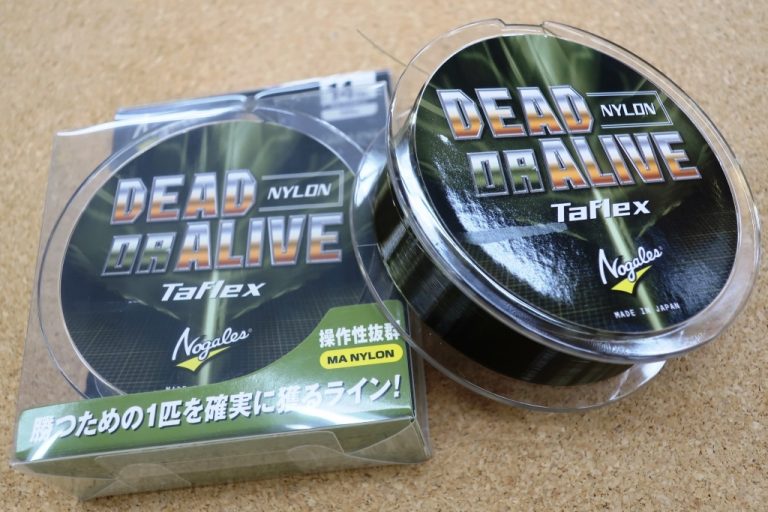 DEAD
NYLON
OR ALIVE
Taflex
Nogales
操作性抜群
MA NYLON
勝つための1匹を確実に獲るライン!
DEAD
NYLON
OR ALIVE
Taflex
Nogales
MADE IN JAPAN